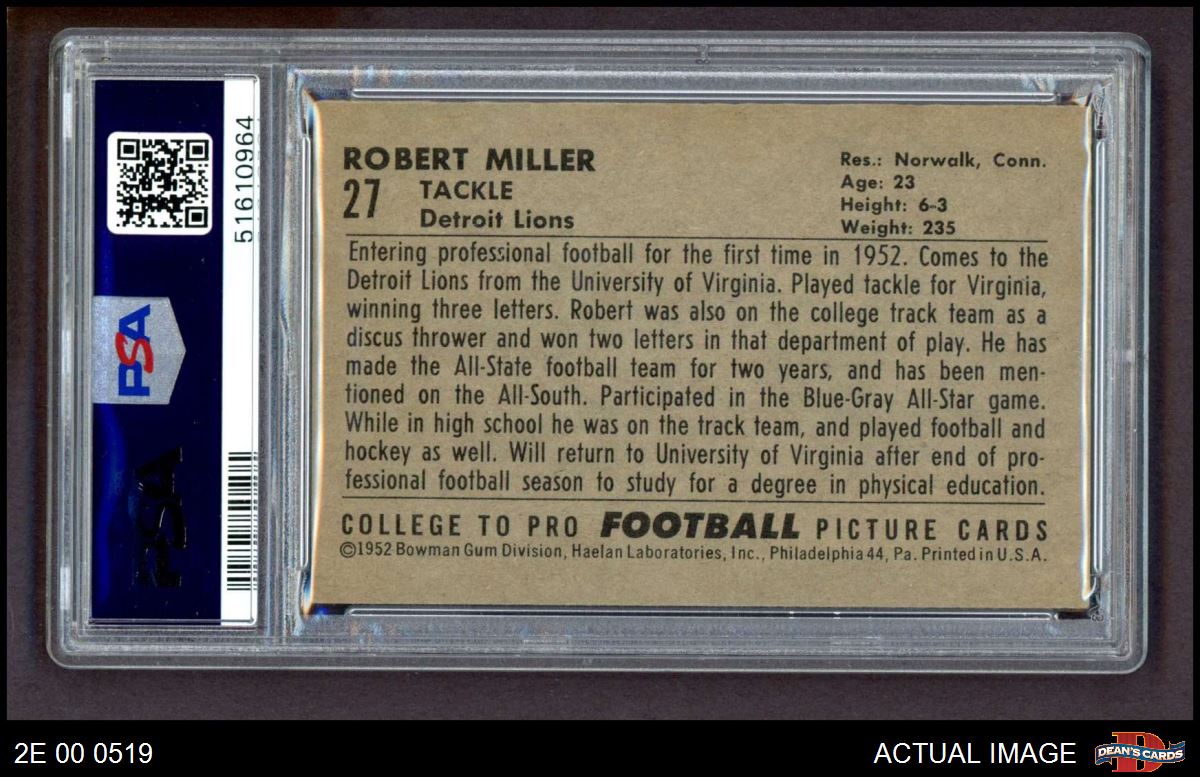 51610964
PSA
PSA
ROBERT MILLER
27 TACKLE
Detroit Lions
Res.: Norwalk, Conn.
Age: 23
Height: 6-3
Weight: 235
Entering professional football for the first time in 1952. Comes to the
Detroit Lions from the University of Virginia. Played tackle for Virginia,
winning three letters. Robert was also on the college track team as a
discus thrower and won two letters in that department of play. He has
made the All-State football team for two years, and has been men-
tioned on the All-South. Participated in the Blue-Gray All-Star game.
While in high school he was on the track team, and played football and
hockey as well. Will return to University of Virginia after end of pro-
fessional football season to study for a degree in physical education.
COLLEGE TO PRO FOOTBALL PICTURE CARDS
©1952 Bowman Gum Division, Haelan Laboratories, Inc., Philadelphia 44, Pa. Printed in U.S.A.
2E 00 0519
ACTUAL IMAGE
DEAN'S CARDS